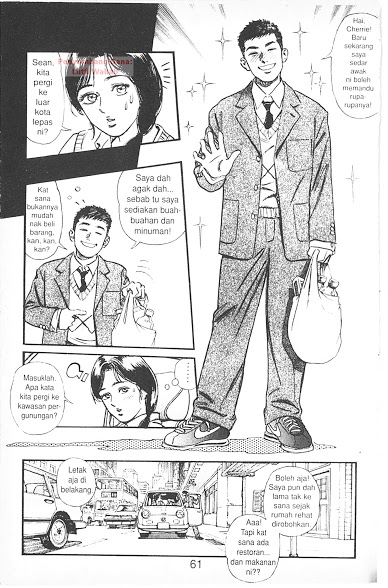 Hai,
Cherne!
Baru
sekarang
saya
sedar
awak
ni boleh
memandu
rupa-
rupanya!
Sean,
kita
pergi
ke
luar
kota
lepas
ni?
Saya dah
agak dah...
sebab tu saya
sediakan buah-
buahan dan
minuman!
Kat
sana
bukannya
mudah
nak beli
barang,
kan, kan,
kan?
Masuklah.
Apa kata
kita pergi ke
kawasan per-
gunungan?
Boleh aja!
Saya pun dah
lama tak ke
sana sejak
rumah rehat
dirobohkan.
Aaa!
Tapi kat
sana ada
restoran...
dan makanan
ni??
Letak
aja di
belakang.
61